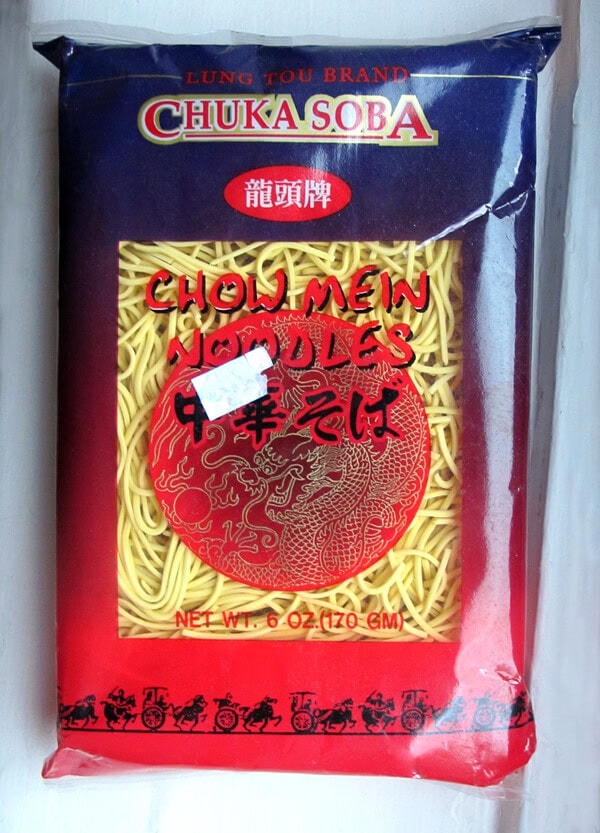 LUNG TOU BRAND
CHUKA SOBA
龍頭牌
CHOW MEIN
NOODLES
中華そば
NET WT. 6 OZ.(170 GM)